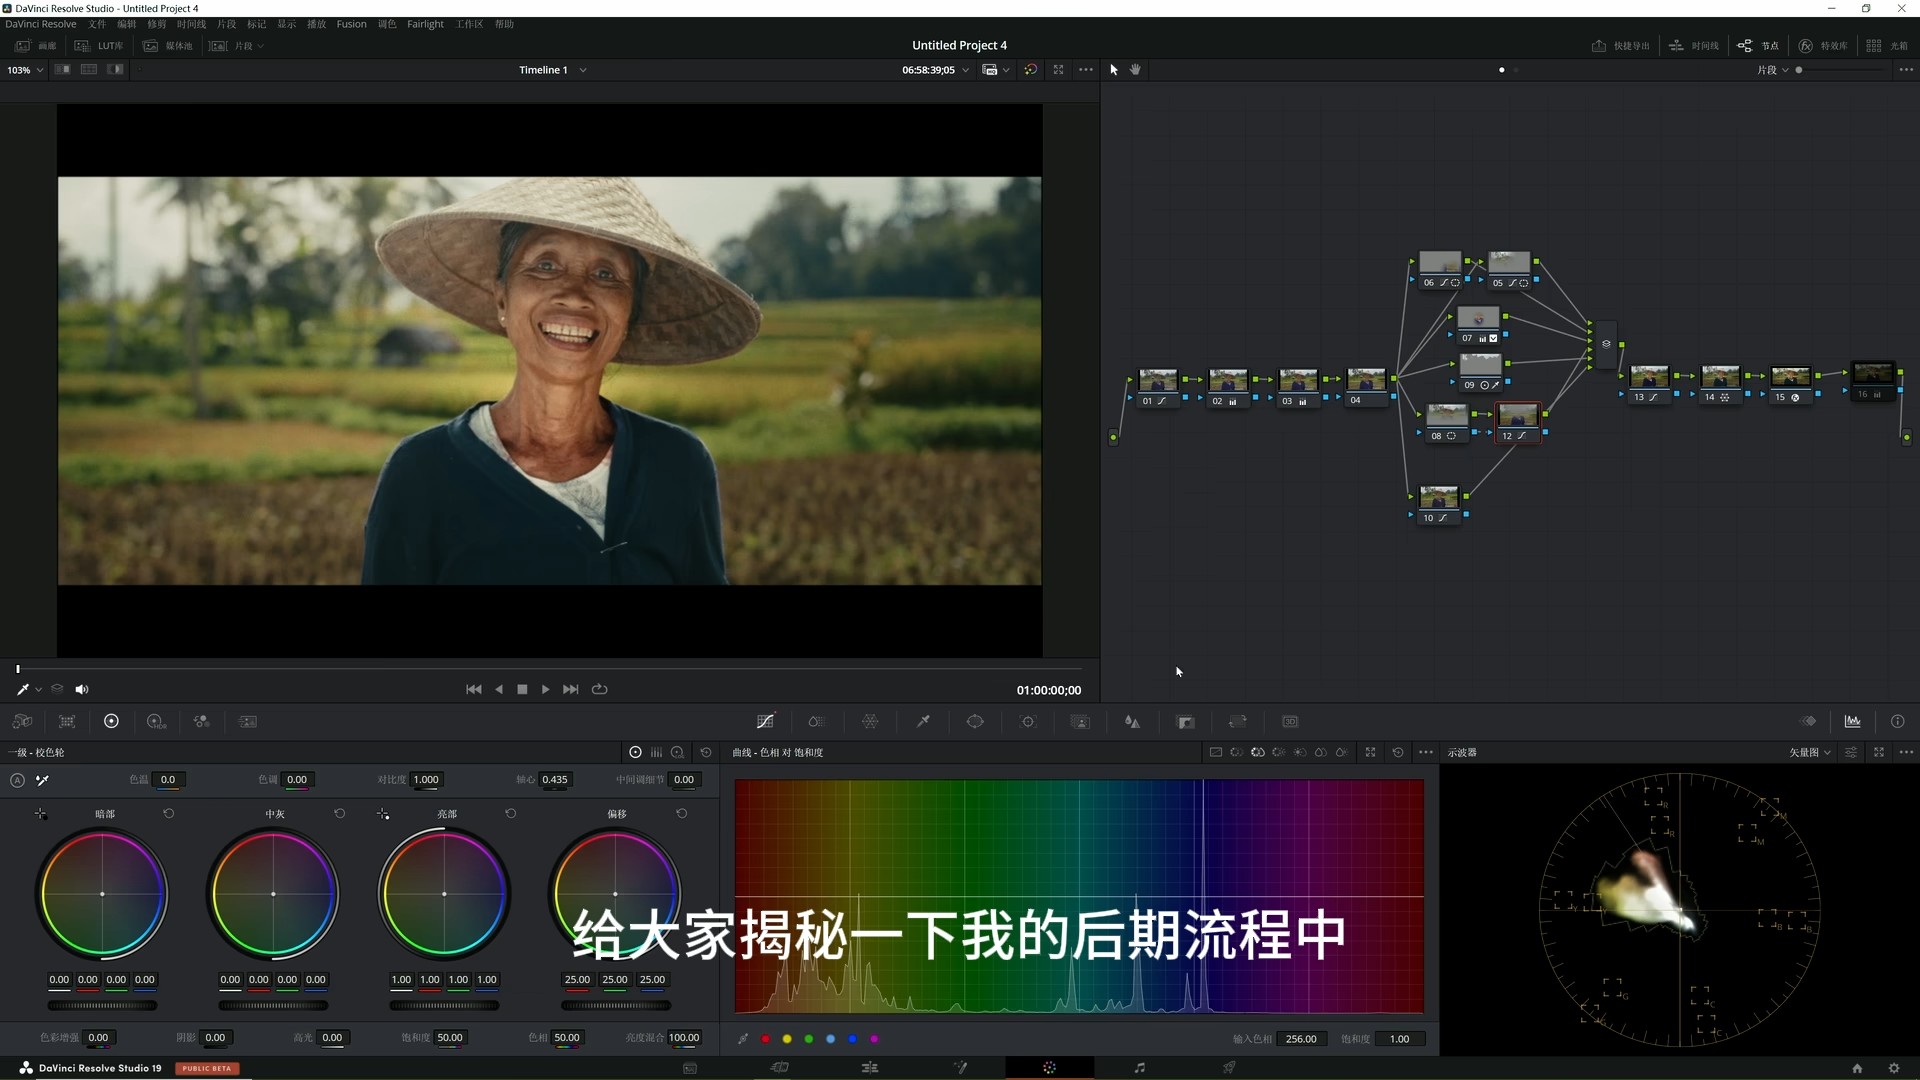 DaVinci Resolve Studio - Untitled Project 4
DaVinci Resolve 文件 编辑 修剪 时间线 片段 标记 显示 播放 Fusion 调色 Fairlight 工作区 帮助
画廊 LUT库 媒体池 片段 Untitled Project 4 快捷导出 时间线 节点 特效库 光箱
103% Timeline 1 06:58:39;05 片段
06 05
07
09
01 02 03 04
08 12
10
13 14 15 16
01:00:00;00
一级 - 校色轮 曲线 - 色相 对 饱和度 示波器 矢量图
色温 0.0 色调 0.00 对比度 1.000 轴心 0.435 中间调细节 0.00
暗部 中灰 亮部 偏移
给大家揭秘一下我的后期流程中
0.00 0.00 0.00 0.00 0.00 0.00 0.00 0.00 1.00 1.00 1.00 1.00 25.00 25.00 25.00
色彩增强 0.00 阴影 0.00 高光 0.00 饱和度 50.00 色相 50.00 亮度混合 100.00
输入色相 256.00 饱和度 1.00
DaVinci Resolve Studio 19 PUBLIC BETA